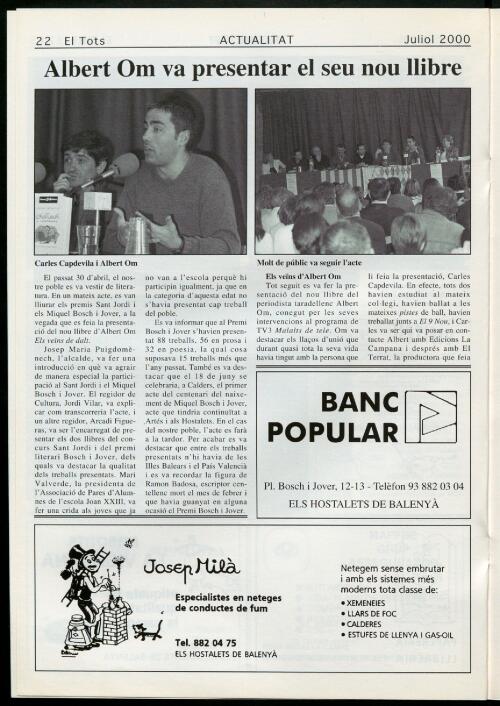 22 El Tots
ACTUALITAT
Juliol 2000
Albert Om va presentar el seu nou llibre
Carles Capdevila i Albert Om
Molt de públic va seguir l'acte
El passat 30 d'abril, el nos-
tre poble es va vestir de litera-
tura. En un mateix acte, es van
lliurar els premis Sant Jordi i
els Miquel Bosch i Jover, a la
vegada que es feia la presentació
del nou llibre d'Albert Om
Els veïns de dalt.
Josep Maria Puigdomè-
nech, l'alcalde, va fer una
introducció en què va agrair
de manera especial la partici-
pació al Sant Jordi i el Miquel
Bosch i Jover. El regidor de
Cultura, Jordi Vilar, va expli-
car com transcorreria l'acte, i
un altre regidor, Arcadi Figue-
ras, va ser l'encarregat de pre-
sentar els dos llibres del con-
curs Sant Jordi i del premi
literari Bosch i Jover, dels
quals va destacar la qualitat
dels treballs presentats. Mari
Valverde, la presidenta de
l'Associació de Pares d'Alum-
nes de l'escola Joan XXIII, va
fer una crida als joves que ja
no van a l'escola perquè hi
participin igualment, ja que en
la categoria d'aquesta edat no
s'havia presentat cap treball
del poble.
Es va informar que al Premi
Bosch i Jover s'havien presen-
tat 88 treballs, 56 en prosa i
32 en poesia, la qual cosa
suposava 15 treballs més que
l'any passat. També es va des-
tacar que el 18 de juny se
celebraria, a Calders, el primer
acte del centenari del naixe-
ment de Miquel Bosch i Jover,
acte que tindria continuïtat a
Artés i als Hostalets. En el cas
del nostre poble, l'acte es farà
a la tardor. Per acabar es va
destacar que entre els treballs
presentats n'hi havia de les
Illes Balears i el País Valencià
i es va recordar la figura de
Ramon Badosa, escriptor cen-
tellenc mort el mes de febrer i
que havia guanyat en alguna
ocasió el Premi Bosch i Jover.
Els veïns d'Albert Om
Tot seguit es va fer la pre-
sentació del nou llibre del
periodista taradellenc Albert
Om, conegut per les seves
intervencions al programa de
TV3 Malalts de tele. Om va
destacar els llaços d'unió que
durant quasi tota la seva vida
havia tingut amb la persona que
li feia la presentació, Carles
Capdevila. En efecte, tots dos
havien estudiat al mateix
col·legi, havien ballat a les
mateixes pistes de ball, havien
treballat junts a El 9 Nou, i Car-
les va ser qui va posar en con-
tacte Albert amb Edicions La
Campana i després amb El
Terrat, la productora que feia
BANC
POPULAR
Pl. Bosch i Jover, 12-13 - Telèfon 93 882 03 04
ELS HOSTALETS DE BALENYÀ
Josep Milà
Especialistes en neteges
de conductes de fum
Tel. 882 04 75
ELS HOSTALETS DE BALENYÀ
Netegem sense embrutar
i amb els sistemes més
moderns tota classe de:
• XEMENEIES
• LLARS DE FOC
• CALDERES
• ESTUFES DE LLENYA I GAS-OIL